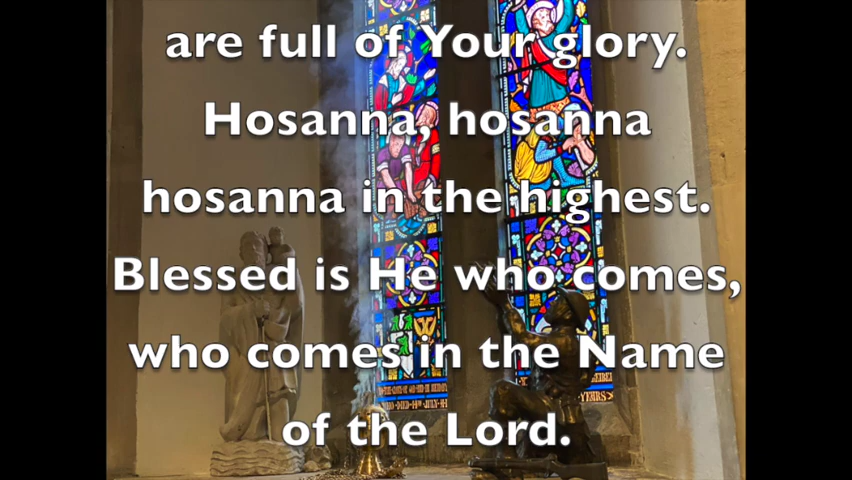 are full of Your glory.
Hosanna, hosanna
hosanna in the highest.
Blessed is He who comes,
who comes in the Name
of the Lord.